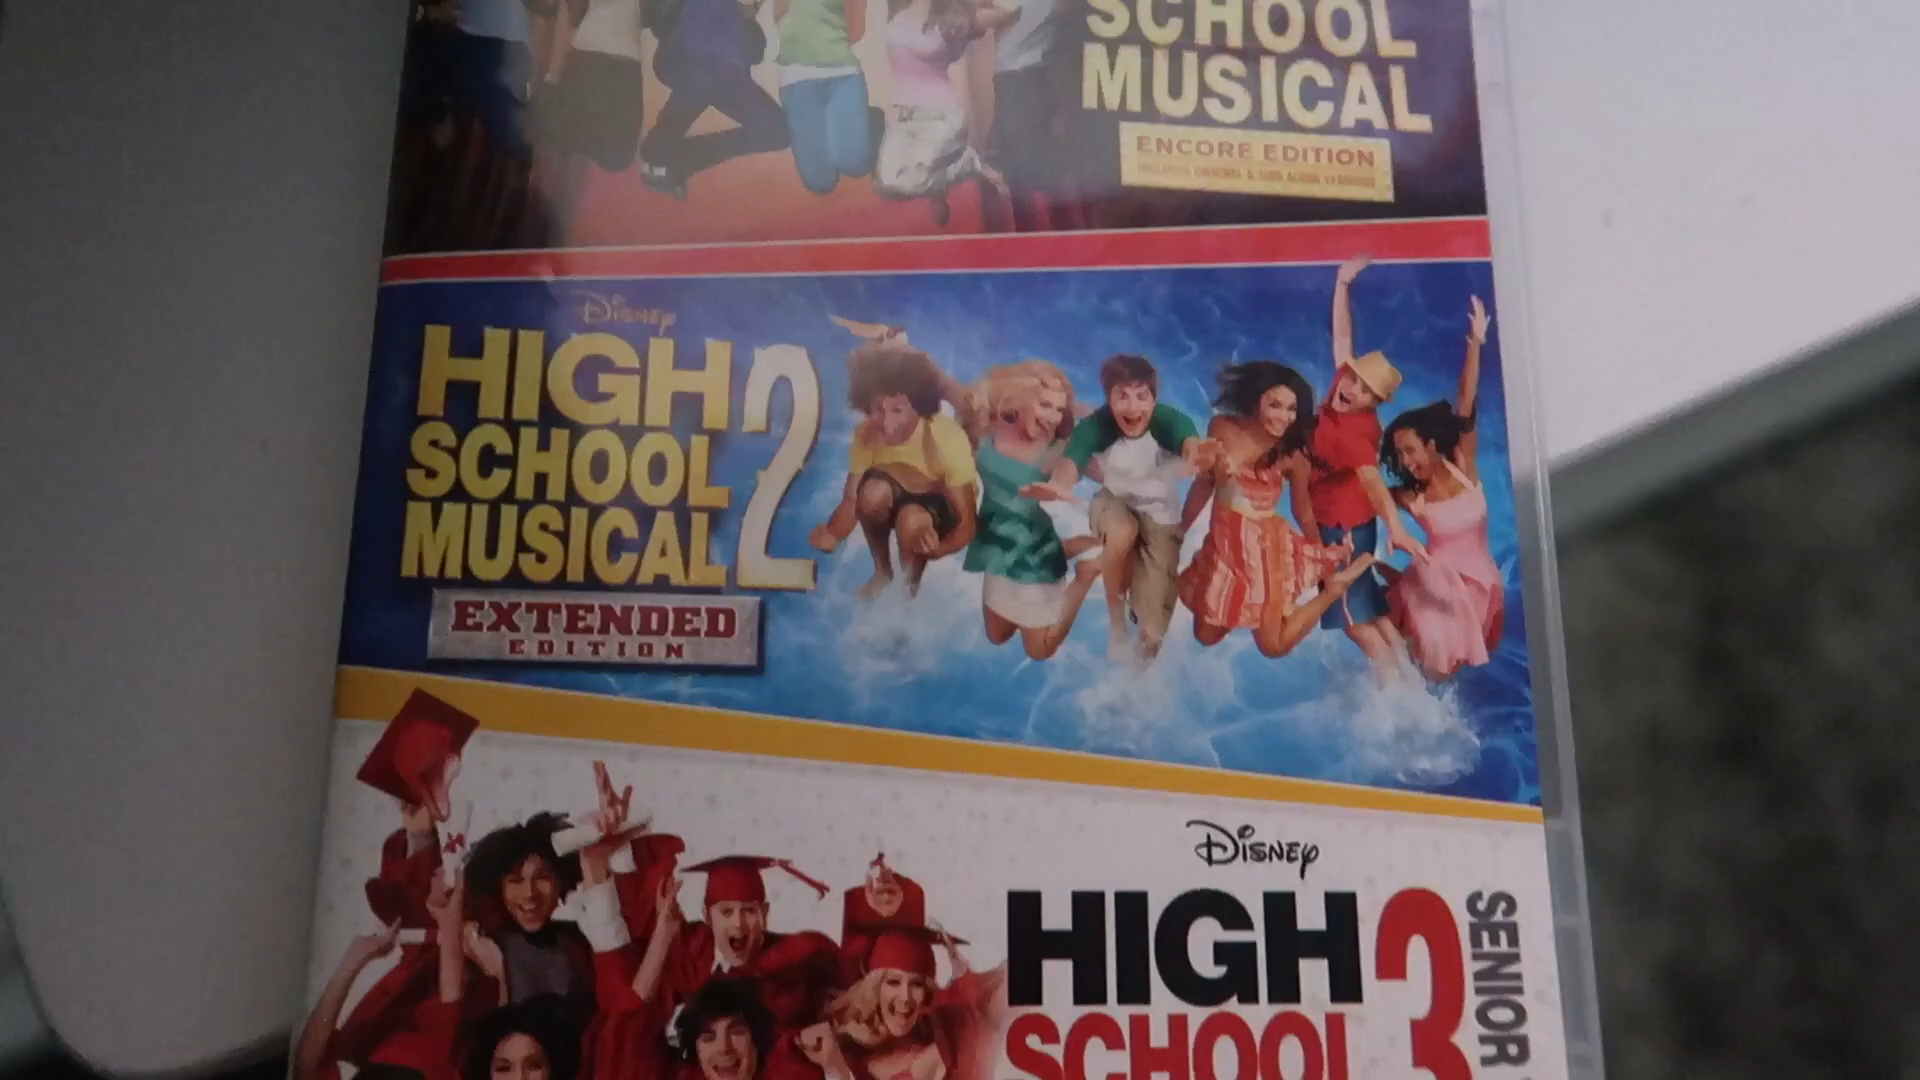 SCHOOL
MUSICAL
ENCORE EDITION
Disney
HIGH
SCHOOL
MUSICAL 2
EXTENDED
EDITION
Disney
HIGH
SCHOOL
3
SENIOR